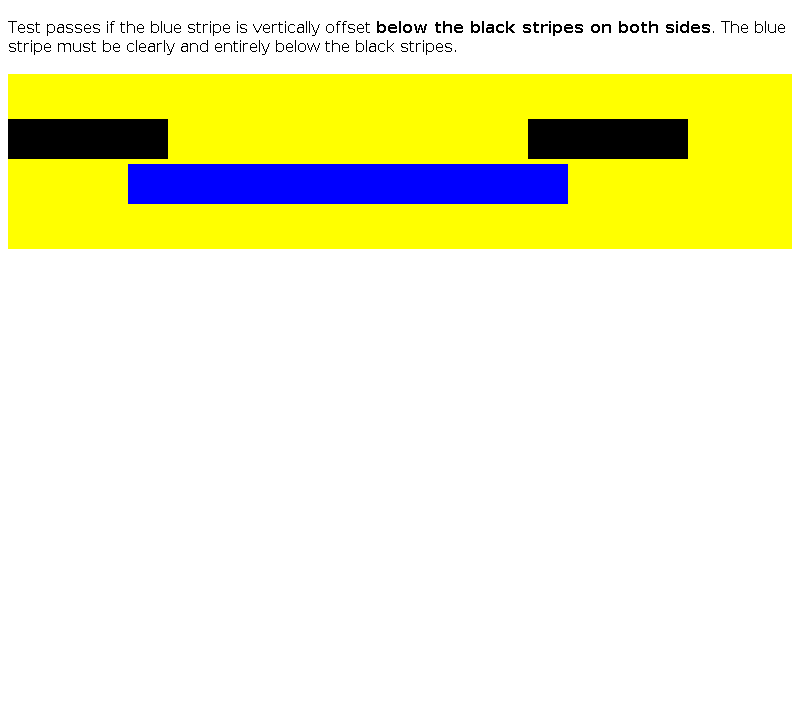 Test passes if the blue stripe is vertically offset below the black stripes on both sides. The blue
stripe must be clearly and entirely below the black stripes.